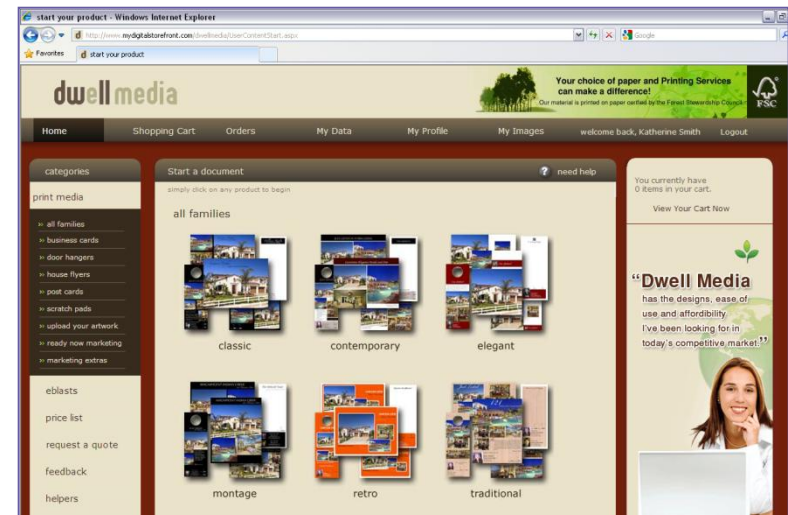 start your product - Windows Internet Explorer
http://www.mydigitalstorefront.com/dwellmedia/UserContentStart.aspx
Google
Favorites
start your product
dwell media
Your choice of paper and Printing Services
can make a difference!
Our material is printed on paper certified by the Forest Stewardship Council
FSC
Home Shopping Cart Orders My Data My Profile My Images welcome back, Katherine Smith Logout
categories
print media
all families
business cards
door hangers
house flyers
post cards
scratch pads
upload your artwork
ready now marketing
marketing extras
eblasts
price list
request a quote
feedback
helpers
Start a document
need help
simply click on any product to begin
all families
classic
contemporary
elegant
montage
retro
traditional
You currently have
0 items in your cart.
View Your Cart Now
“Dwell Media
has the designs, ease of
use and affordibility
I've been looking for in
today's competitive market.”